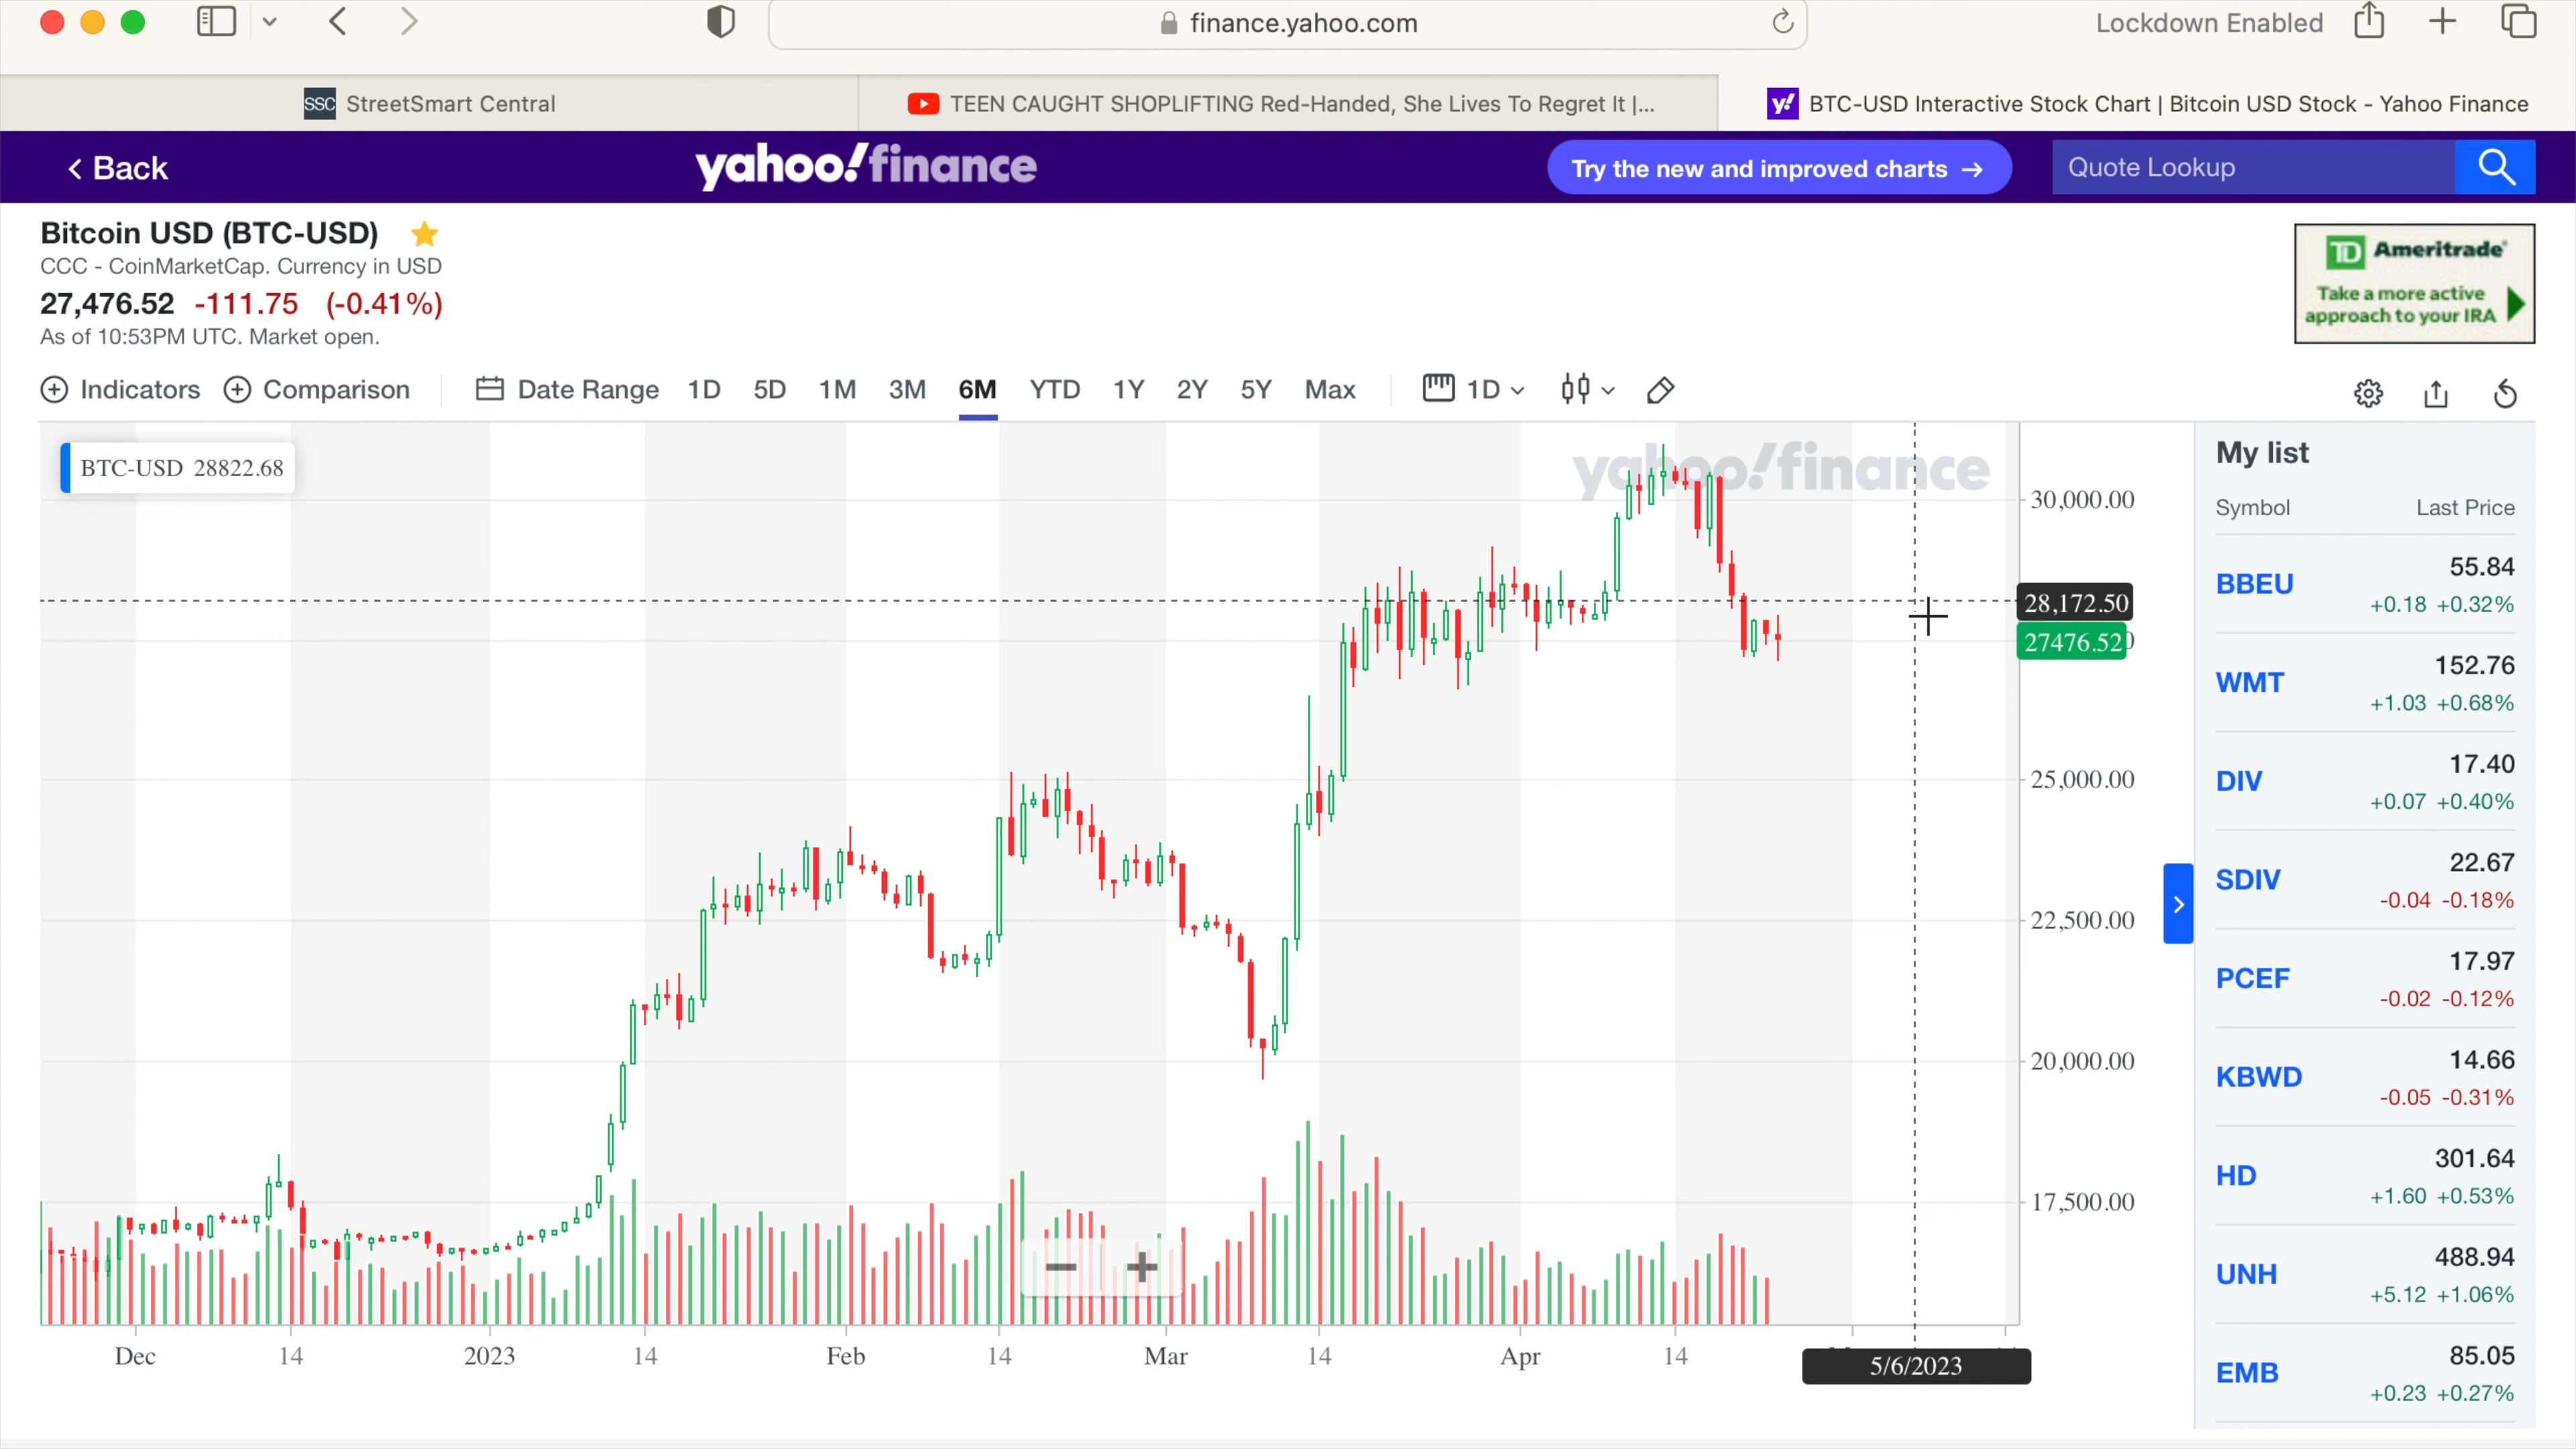 finance.yahoo.com
Lockdown Enabled
SSC StreetSmart Central
TEEN CAUGHT SHOPLIFTING Red-Handed, She Lives To Regret It |...
y! BTC-USD Interactive Stock Chart | Bitcoin USD Stock - Yahoo Finance
Back
yahoo!finance
Try the new and improved charts →
Quote Lookup
Bitcoin USD (BTC-USD)
CCC - CoinMarketCap. Currency in USD
27,476.52 -111.75 (-0.41%)
As of 10:53PM UTC. Market open.
TD Ameritrade
Take a more active
approach to your IRA
Indicators Comparison Date Range 1D 5D 1M 3M 6M YTD 1Y 2Y 5Y Max 1D
BTC-USD 28822.68
yahoo!finance
30,000.00
28,172.50
27476.52
25,000.00
22,500.00
20,000.00
17,500.00
Dec 14 2023 14 Feb 14 Mar 14 Apr 14 5/6/2023
My list
Symbol Last Price
BBEU 55.84
+0.18 +0.32%
WMT 152.76
+1.03 +0.68%
DIV 17.40
+0.07 +0.40%
SDIV 22.67
-0.04 -0.18%
PCEF 17.97
-0.02 -0.12%
KBWD 14.66
-0.05 -0.31%
HD 301.64
+1.60 +0.53%
UNH 488.94
+5.12 +1.06%
EMB 85.05
+0.23 +0.27%